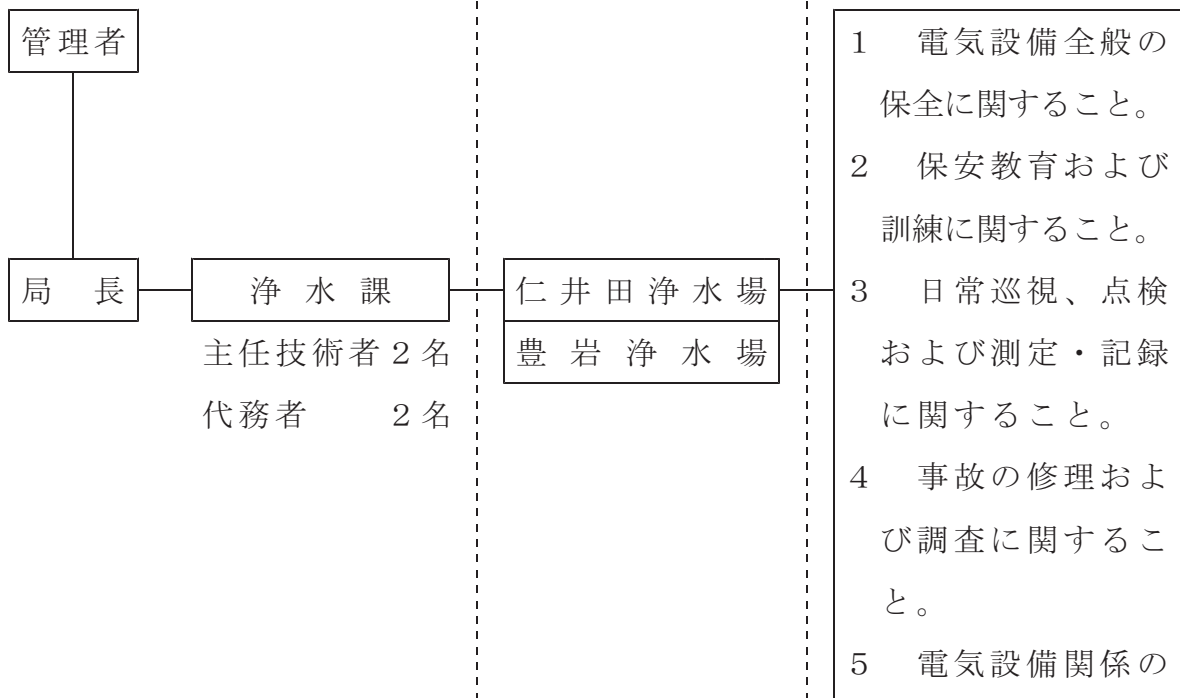 管理者
局　長
浄水課
主任技術者２名
代務者　　２名
仁井田浄水場
豊岩浄水場
１　電気設備全般の
保全に関すること。
２　保安教育および
訓練に関すること。
３　日常巡視、点検
および測定・記録
に関すること。
４　事故の修理およ
び調査に関するこ
と。
５　電気設備関係の